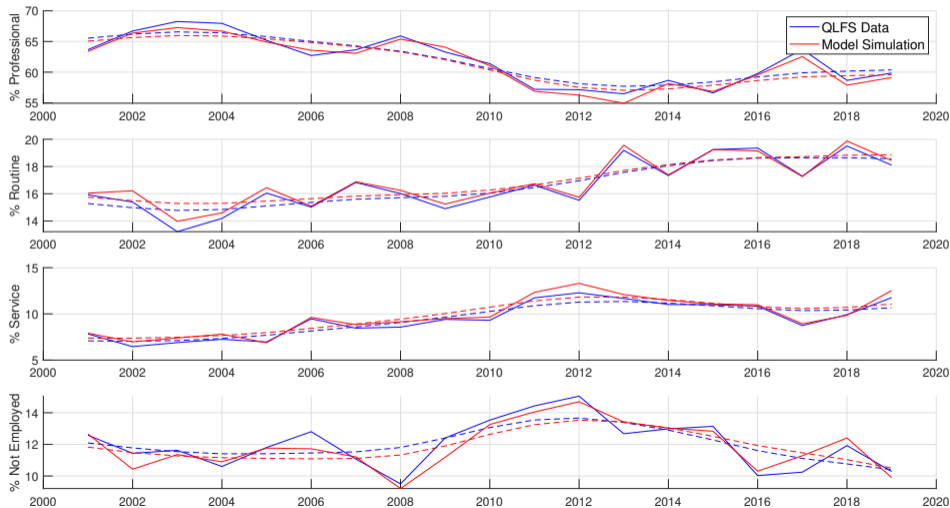 70
65
60
55
% Professional
2000 2002 2004 2006 2008 2010 2012 2014 2016 2018 2020
QLFS Data
Model Simulation
20
18
16
14
% Routine
2000 2002 2004 2006 2008 2010 2012 2014 2016 2018 2020
15
10
5
% Service
2000 2002 2004 2006 2008 2010 2012 2014 2016 2018 2020
14
12
10
% Not Employed
2000 2002 2004 2006 2008 2010 2012 2014 2016 2018 2020